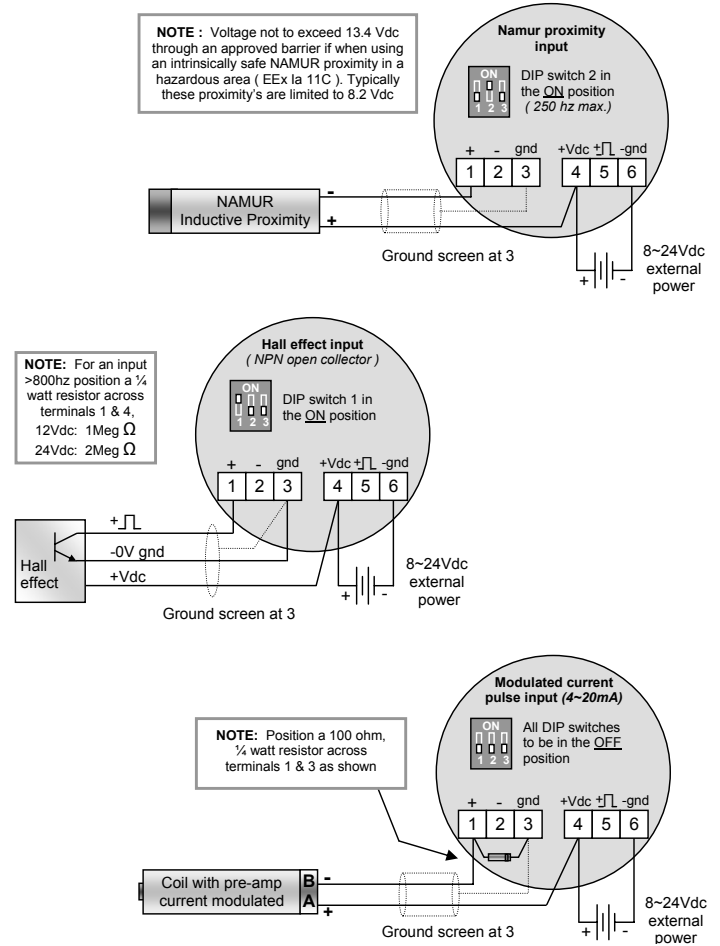 NOTE : Voltage not to exceed 13.4 Vdc
through an approved barrier if when using
an intrinsically safe NAMUR proximity in a
hazardous area ( EEx Ia 11C ). Typically
these proximity's are limited to 8.2 Vdc
Namur proximity
input
ON
1 2 3
DIP switch 2 in
the ON position
( 250 hz max.)
+ - gnd +Vdc +⎍ -gnd
1 2 3 4 5 6
NAMUR
Inductive Proximity
-
+
Ground screen at 3
+ -
8~24Vdc
external
power
Hall effect input
( NPN open collector )
NOTE: For an input
>800hz position a ¼
watt resistor across
terminals 1 & 4,
12Vdc: 1Meg Ω
24Vdc: 2Meg Ω
ON
1 2 3
DIP switch 1 in
the ON position
+ - gnd +Vdc +⎍ -gnd
1 2 3 4 5 6
Hall
effect
+⎍
-0V gnd
+Vdc
Ground screen at 3
+ -
8~24Vdc
external
power
Modulated current
pulse input (4~20mA)
NOTE: Position a 100 ohm,
¼ watt resistor across
terminals 1 & 3 as shown
ON
1 2 3
All DIP switches
to be in the OFF
position
+ - gnd +Vdc +⎍ -gnd
1 2 3 4 5 6
Coil with pre-amp
current modulated
B -
A +
Ground screen at 3
+ -
8~24Vdc
external
power